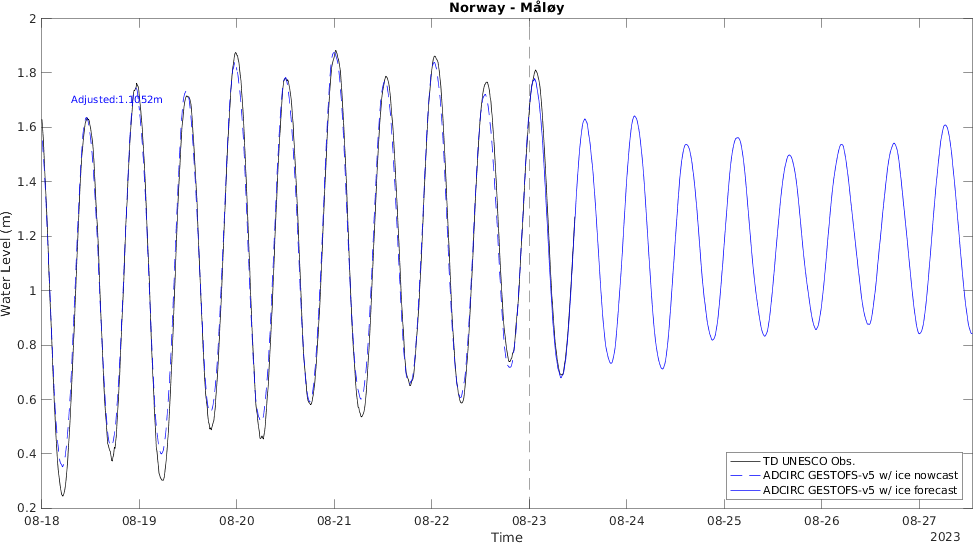 Norway - Måløy
2
1.8
1.6
1.4
1.2
1
0.8
0.6
0.4
0.2
Water Level (m)
Adjusted:1.1052m
TD UNESCO Obs.
ADCIRC GESTOFS-v5 w/ ice nowcast
ADCIRC GESTOFS-v5 w/ ice forecast
08-18 08-19 08-20 08-21 08-22 08-23 08-24 08-25 08-26 08-27
Time
2023